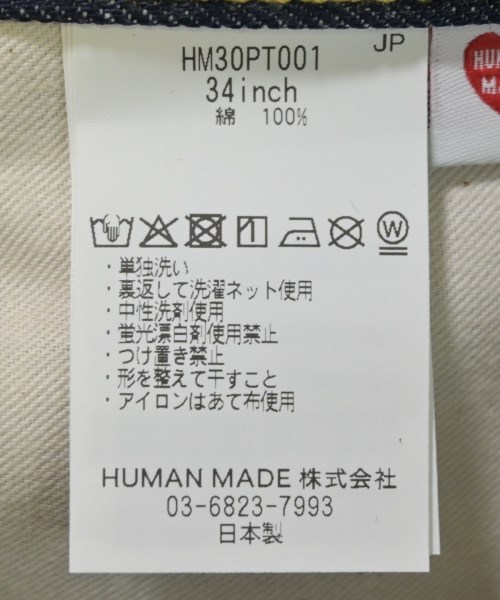 JP
HM30PT001
34inch
綿 100%
W
・単独洗い
・裏返して洗濯ネット使用
・中性洗剤使用
・蛍光漂白剤使用禁止
・つけ置き禁止
・形を整えて干すこと
・アイロンはあて布使用
HUMAN MADE 株式会社
03-6823-7993
日本製
HUM
MA